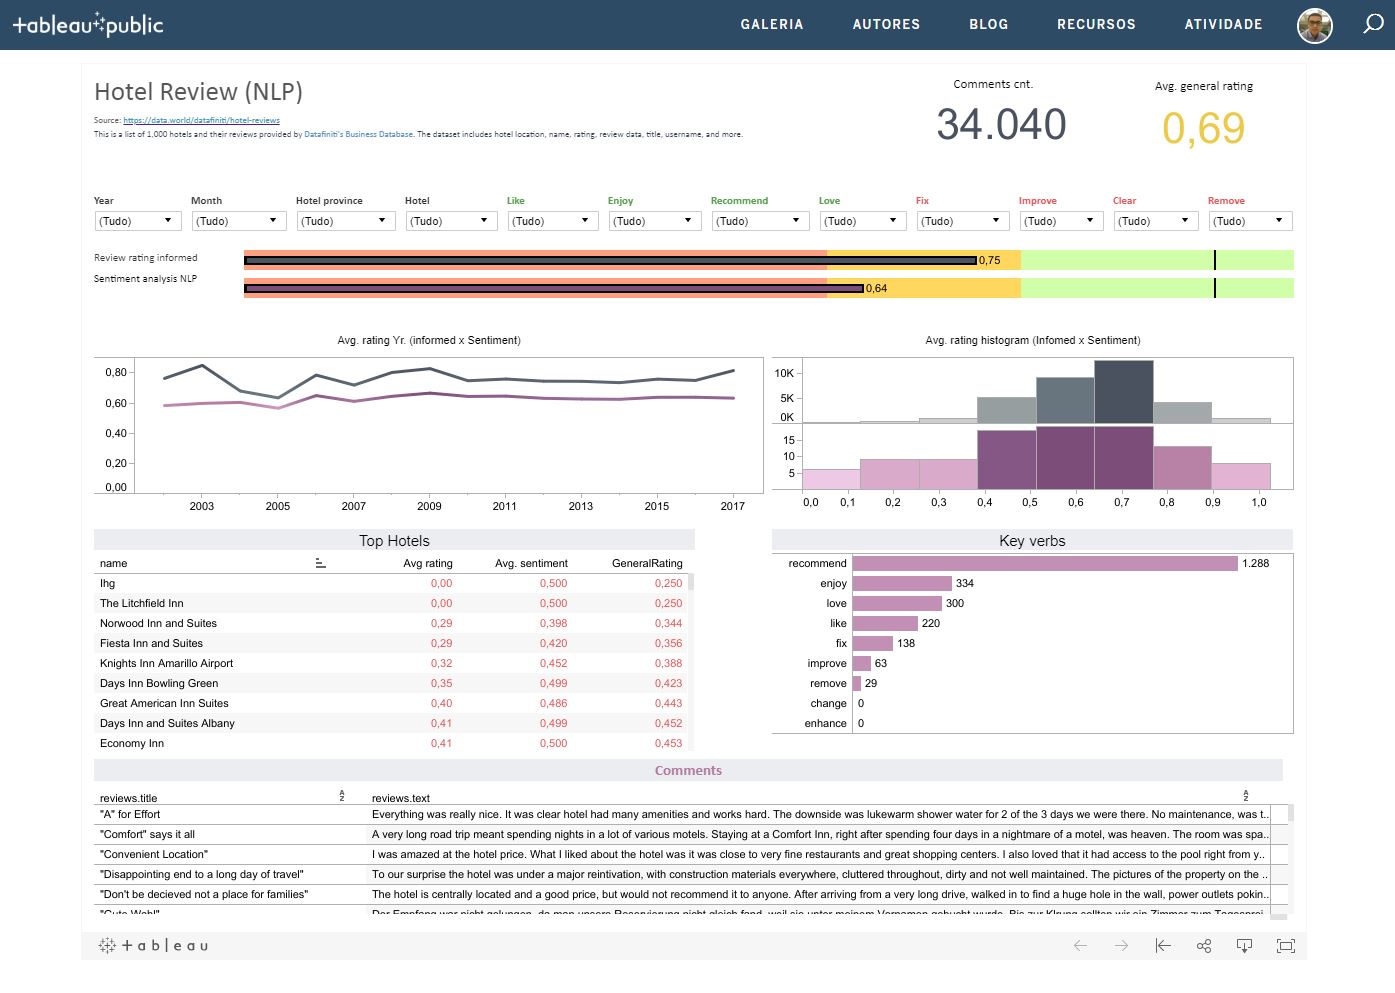 +ableau+public
GALERIA AUTORES BLOG RECURSOS ATIVIDADE
Hotel Review (NLP)
Source: https://data.world/datafiniti/hotel-reviews
This is a list of 1,000 hotels and their reviews provided by Datafiniti's Business Database. The dataset includes hotel location, name, rating, review data, title, username, and more.
Comments cnt.
34.040
Avg. general rating
0,69
Year Month Hotel province Hotel Like Enjoy Recommend Love Fix Improve Clear Remove
(Tudo) (Tudo) (Tudo) (Tudo) (Tudo) (Tudo) (Tudo) (Tudo) (Tudo) (Tudo) (Tudo) (Tudo)
Review rating informed 0,75
Sentiment analysis NLP 0,64
Avg. rating Yr. (informed x Sentiment)
0,80
0,60
0,40
0,20
0,00
2003 2005 2007 2009 2011 2013 2015 2017
Avg. rating histogram (Infomed x Sentiment)
10K
5K
0K
15
10
5
0,0 0,1 0,2 0,3 0,4 0,5 0,6 0,7 0,8 0,9 1,0
Top Hotels
name Avg rating Avg. sentiment GeneralRating
Ihg 0,00 0,500 0,250
The Litchfield Inn 0,00 0,500 0,250
Norwood Inn and Suites 0,29 0,398 0,344
Fiesta Inn and Suites 0,29 0,420 0,356
Knights Inn Amarillo Airport 0,32 0,452 0,388
Days Inn Bowling Green 0,35 0,499 0,423
Great American Inn Suites 0,40 0,486 0,443
Days Inn and Suites Albany 0,41 0,499 0,452
Economy Inn 0,41 0,500 0,453
Key verbs
recommend 1.288
enjoy 334
love 300
like 220
fix 138
improve 63
remove 29
change 0
enhance 0
Comments
reviews.title reviews.text
"A" for Effort Everything was really nice. It was clear hotel had many amenities and works hard. The downside was lukewarm shower water for 2 of the 3 days we were there. No maintenance, was t..
"Comfort" says it all A very long road trip meant spending nights in a lot of various motels. Staying at a Comfort Inn, right after spending four days in a nightmare of a motel, was heaven. The room was spa..
"Convenient Location" I was amazed at the hotel price. What I liked about the hotel was it was close to very fine restaurants and great shopping centers. I also loved that it had access to the pool right from y..
"Disappointing end to a long day of travel" To our surprise the hotel was under a major reintivation, with construction materials everywhere, cluttered throughout, dirty and not well maintained. The pictures of the property on the ..
"Don't be decieved not a place for families" The hotel is centrally located and a good price, but would not recommend it to anyone. After arriving from a very long drive, walked in to find a huge hole in the wall, power outlets pokin..
+ableau